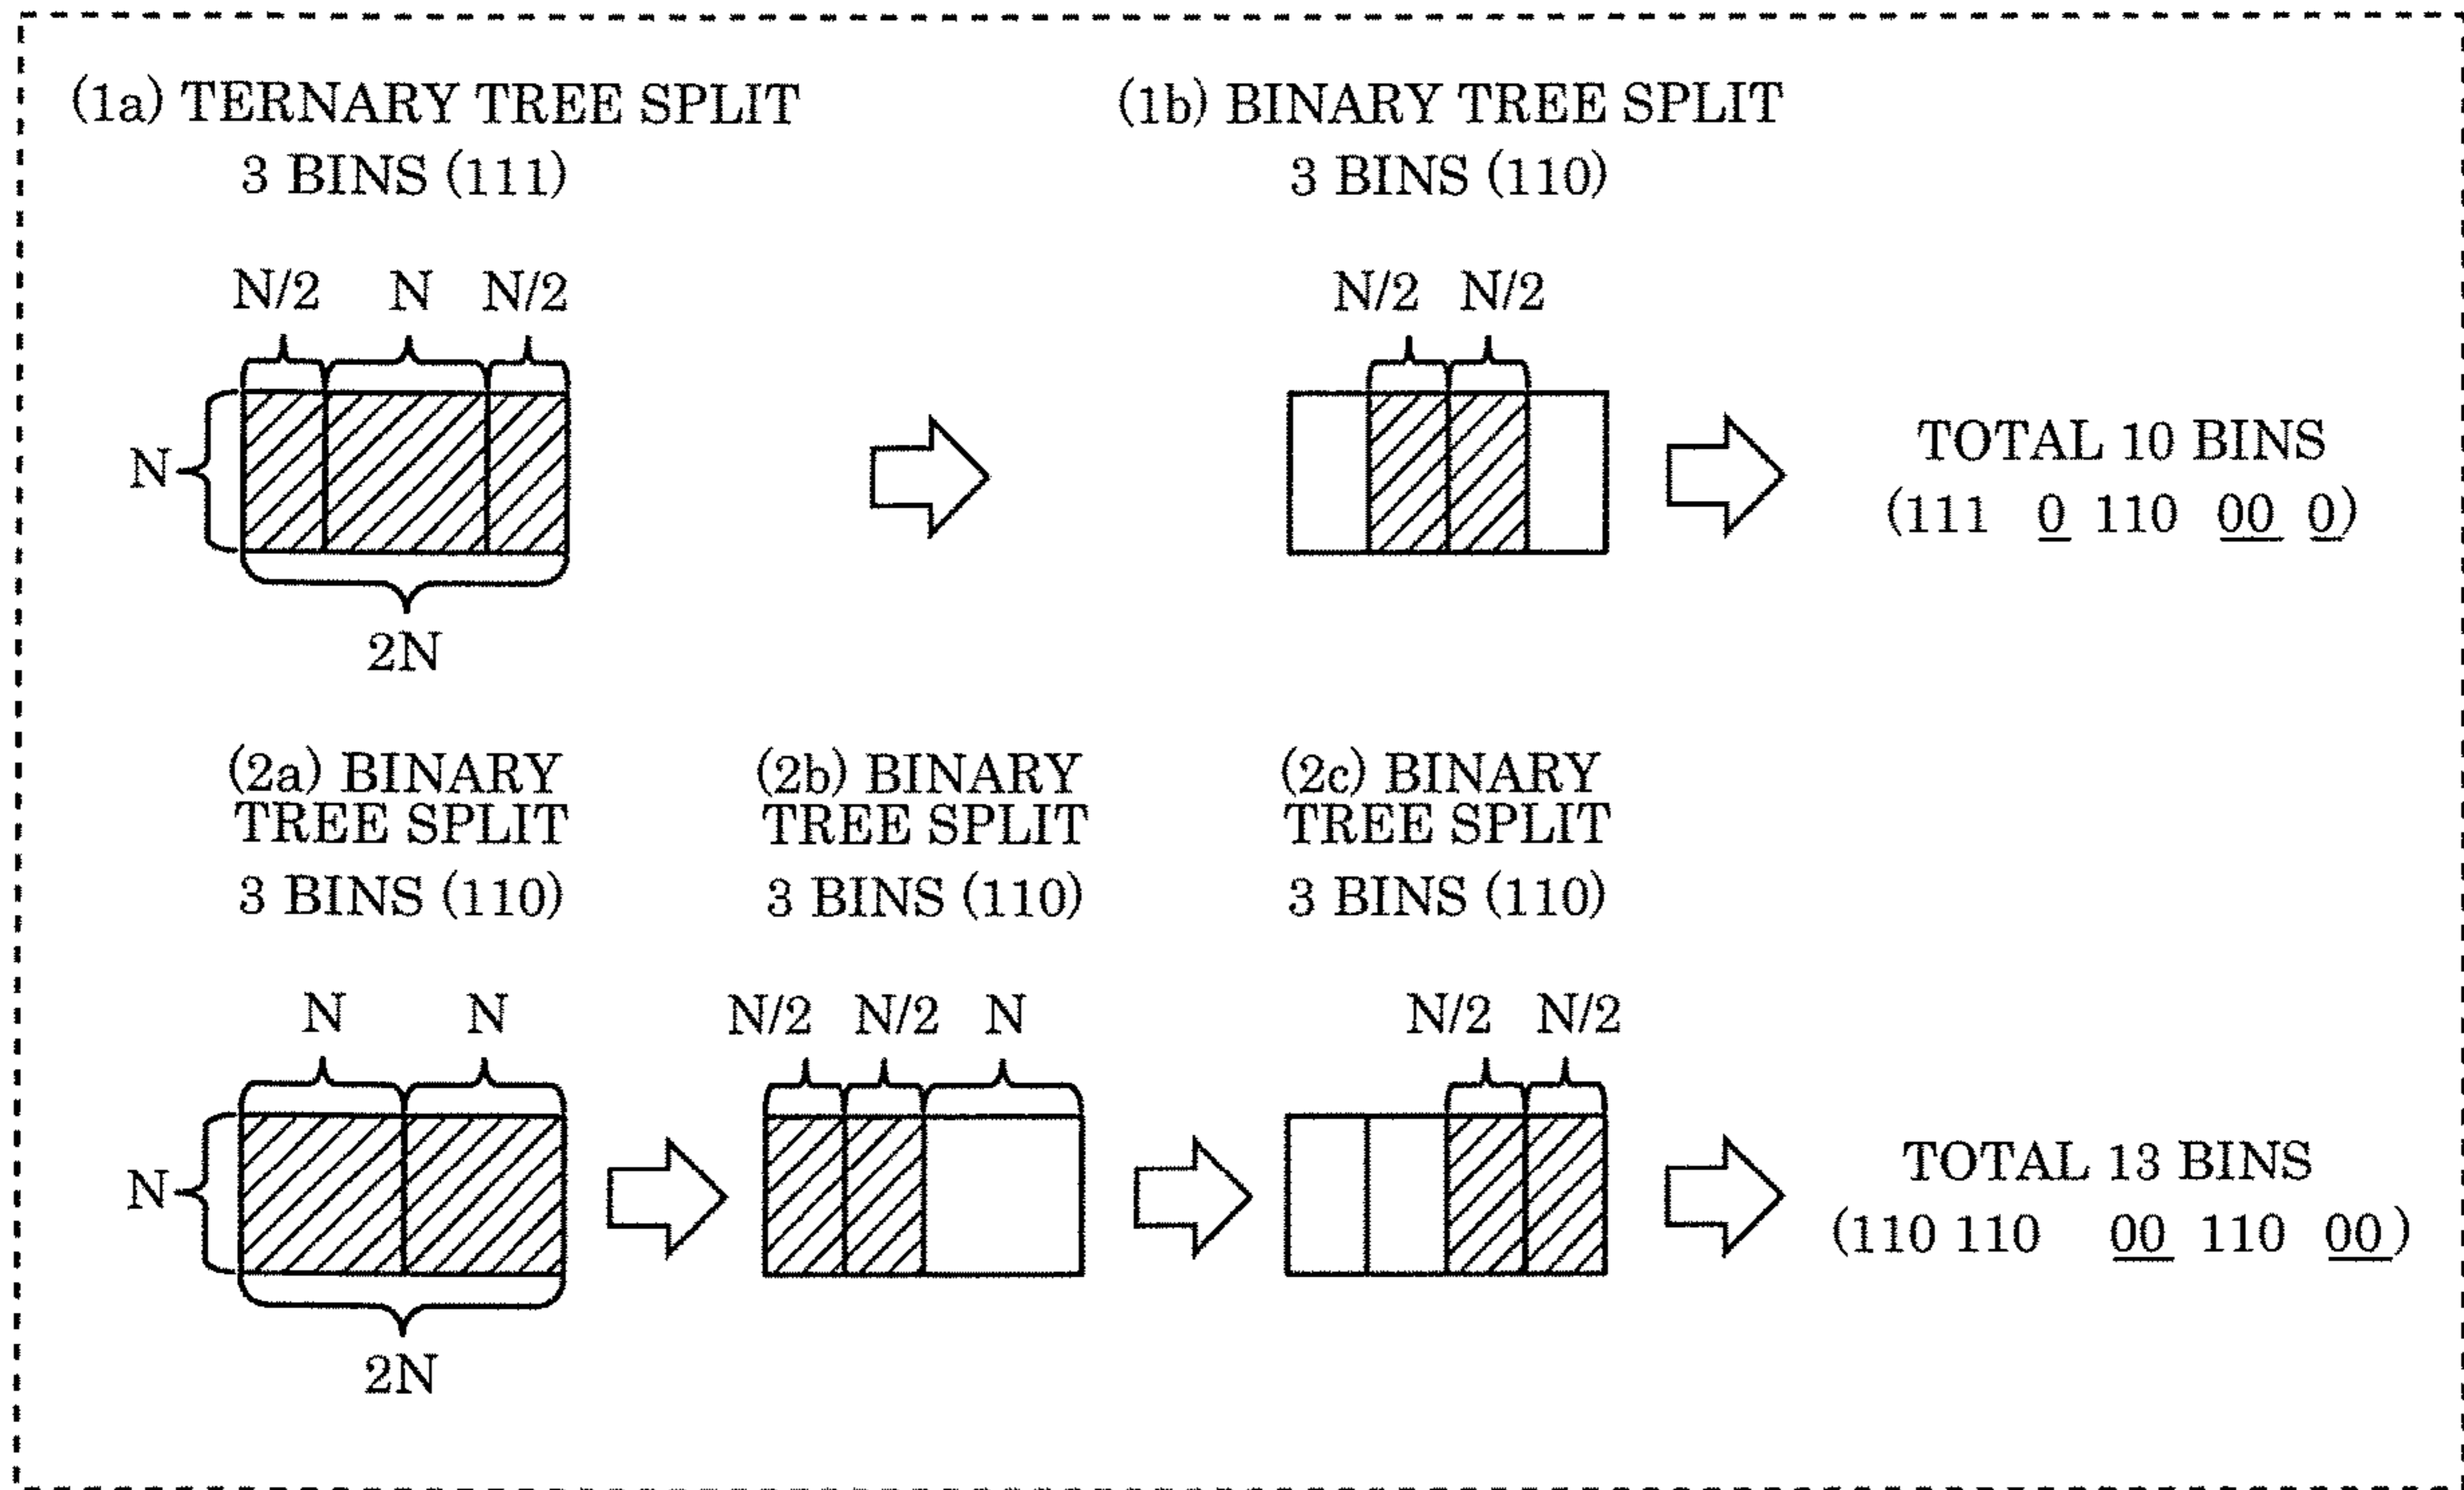 (1a) TERNARY TREE SPLIT
3 BINS (111)
(1b) BINARY TREE SPLIT
3 BINS (110)
N/2 N N/2
N
2N
N/2 N/2
TOTAL 10 BINS
(111 0 110 00 0)
(2a) BINARY
TREE SPLIT
3 BINS (110)
(2b) BINARY
TREE SPLIT
3 BINS (110)
(2c) BINARY
TREE SPLIT
3 BINS (110)
N N
N
2N
N/2 N/2 N
N/2 N/2
TOTAL 13 BINS
(110 110 00 110 00)